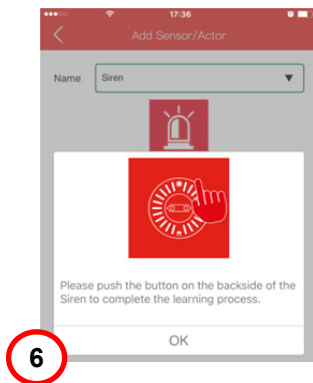 17:36
Add Sensor/Actor
Name Siren
Please push the button on the backside of the
Siren to complete the learning process.
OK
6